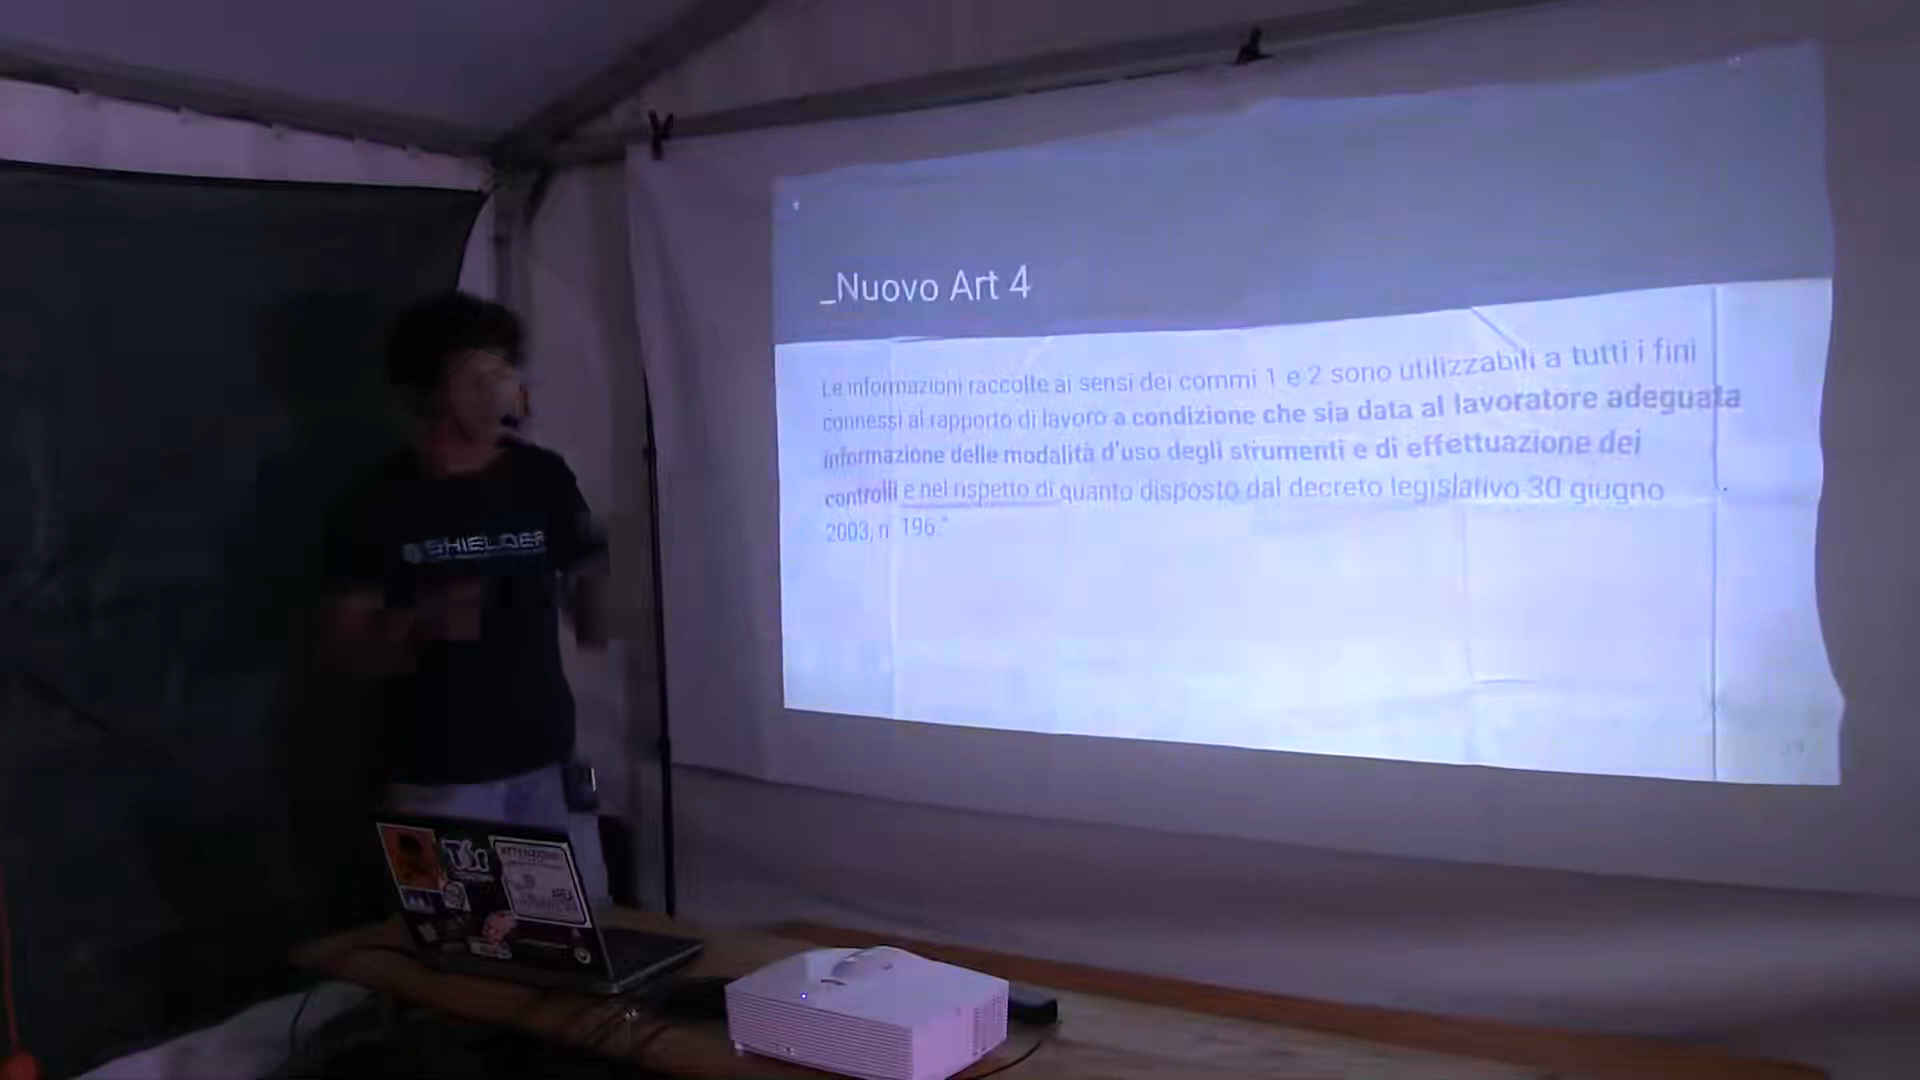 _Nuovo Art 4
Le informazioni raccolte ai sensi dei commi 1 e 2 sono utilizzabili a tutti i fini
connessi al rapporto di lavoro a condizione che sia data al lavoratore adeguata
informazione delle modalità d'uso degli strumenti e di effettuazione dei
controlli e nel rispetto di quanto disposto dal decreto legislativo 30 giugno
2003, n. 196."
SHIELDER
Tor